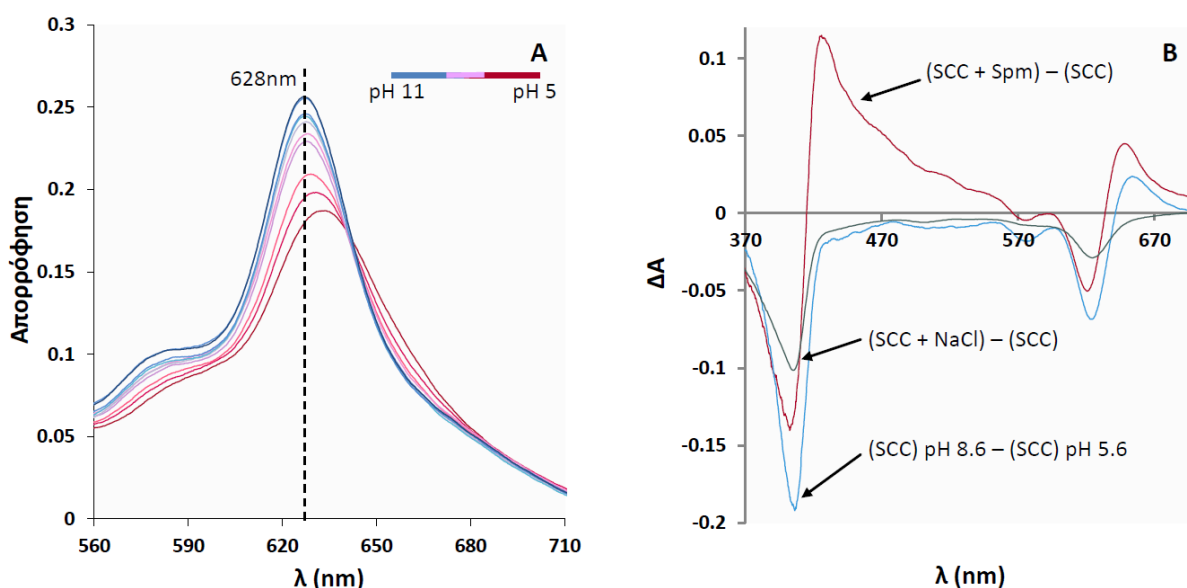 A
628nm
pH 11
pH 5
0.3
0.25
0.2
0.15
0.1
0.05
0
Απορρόφηση
560
590
620
650
680
710
λ (nm)
B
(SCC + Spm) – (SCC)
0.1
0.05
0
-0.05
-0.1
-0.15
-0.2
ΔΑ
370
470
570
670
(SCC + NaCl) – (SCC)
(SCC) pH 8.6 – (SCC) pH 5.6
λ (nm)